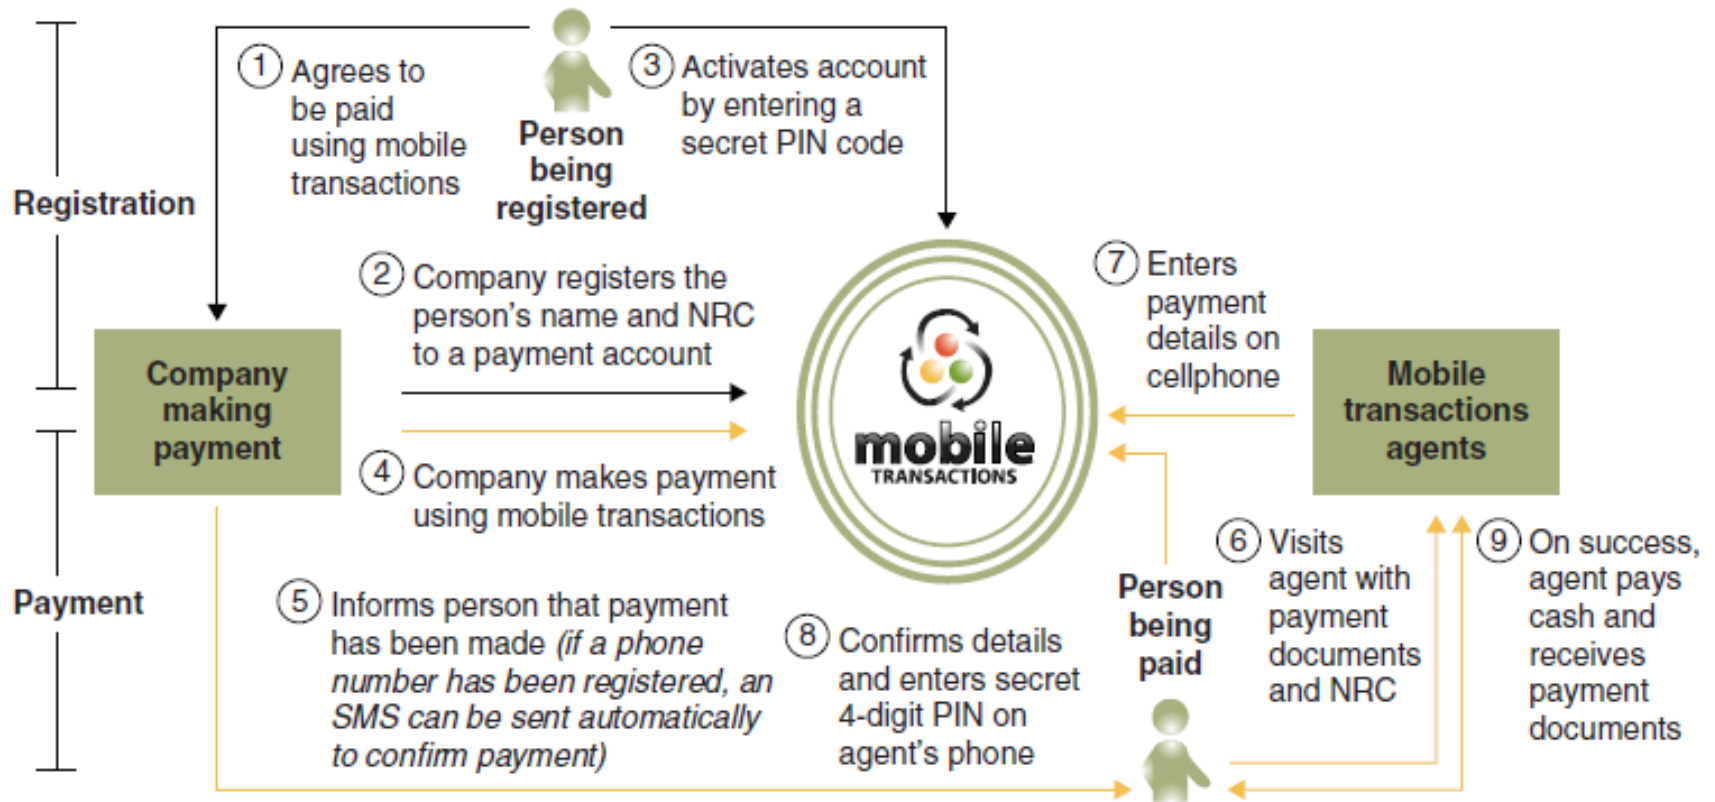 1 Agrees to
be paid
using mobile
transactions
Person
being
registered
3 Activates account
by entering a
secret PIN code
Registration
2 Company registers the
person's name and NRC
to a payment account
7 Enters
payment
details on
cellphone
Company
making
payment
mobile
TRANSACTIONS
Mobile
transactions
agents
4 Company makes payment
using mobile transactions
Payment
5 Informs person that payment
has been made (if a phone
number has been registered, an
SMS can be sent automatically
to confirm payment)
8 Confirms details
and enters secret
4-digit PIN on
agent's phone
Person
being
paid
6 Visits
agent with
payment
documents
and NRC
9 On success,
agent pays
cash and
receives
payment
documents